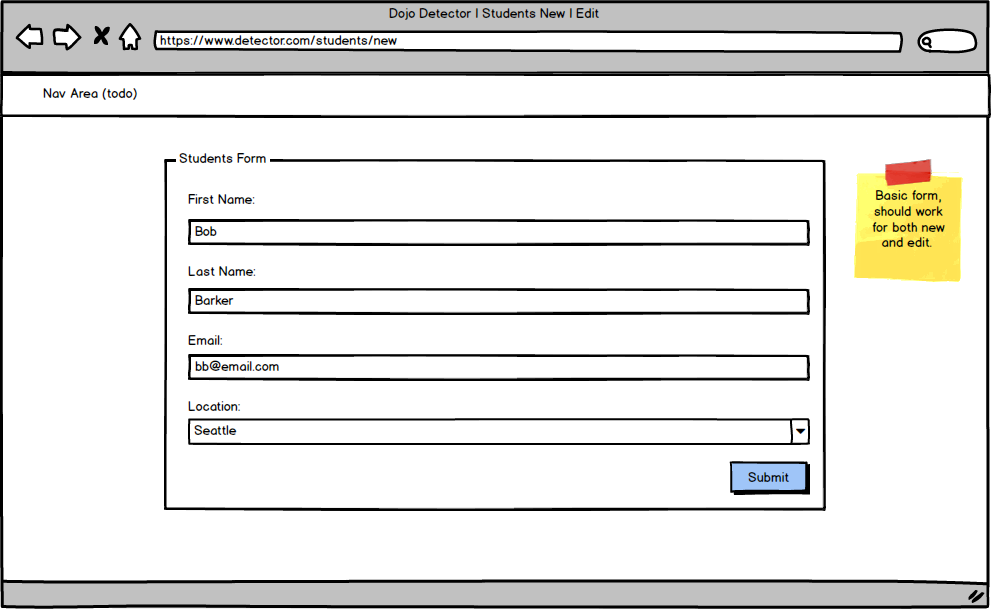 Dojo Detector | Students New | Edit
https://www.detector.com/students/new
Nav Area (todo)
Students Form
First Name:
Bob
Last Name:
Barker
Email:
bb@email.com
Location:
Seattle
Submit
Basic form,
should work
for both new
and edit.